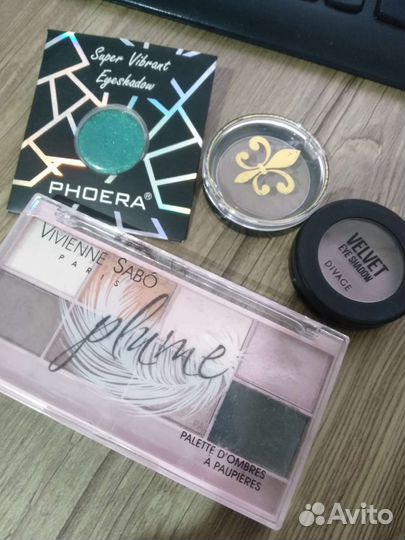 Super Vibrant
Eyeshadow
PHOERA®
VELVET
EYE SHADOW
DIVAGE
VIVIENNE SABÓ
PARIS
plume
PALETTE D'OMBRES
À PAUPIÈRES
Avito